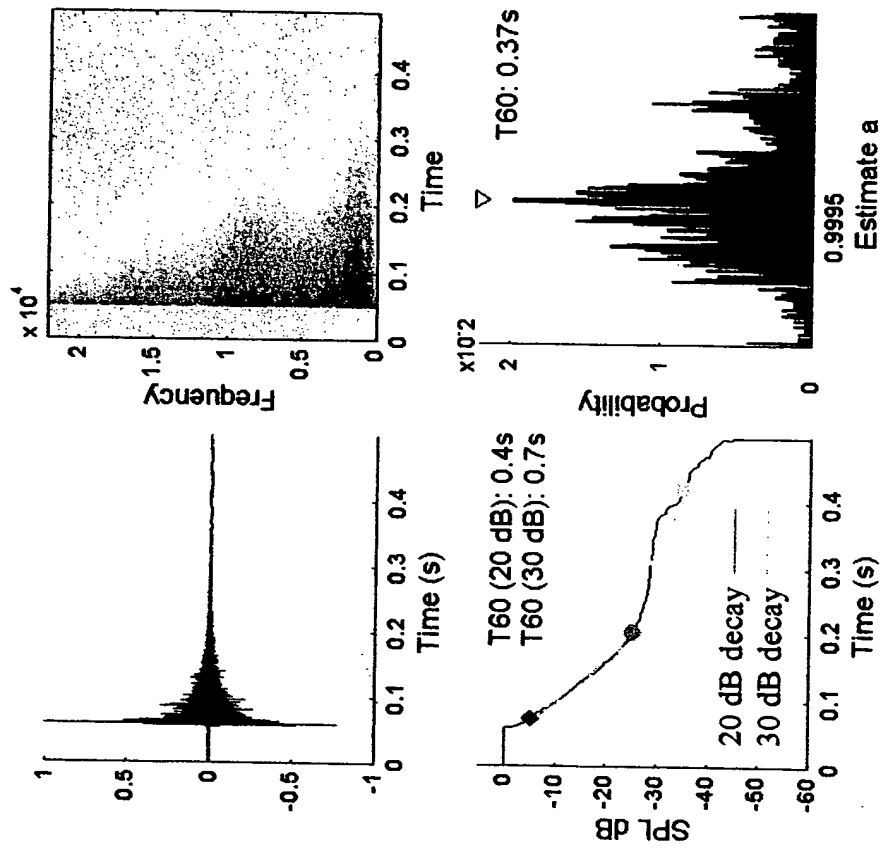 1
0.5
0
-0.5
-1
0
0.1
0.2
0.3
0.4
Time (s)
x 10^4
2
1.5
1
0.5
0
Frequency
0
0.1
0.2
0.3
0.4
Time
0
-10
-20
-30
-40
-50
-60
SPL dB
T60 (20 dB): 0.4s
T60 (30 dB): 0.7s
20 dB decay
30 dB decay
0
0.1
0.2
0.3
0.4
Time (s)
x10^-2
2
1
0
Probability
T60: 0.37s
0.9995
Estimate a